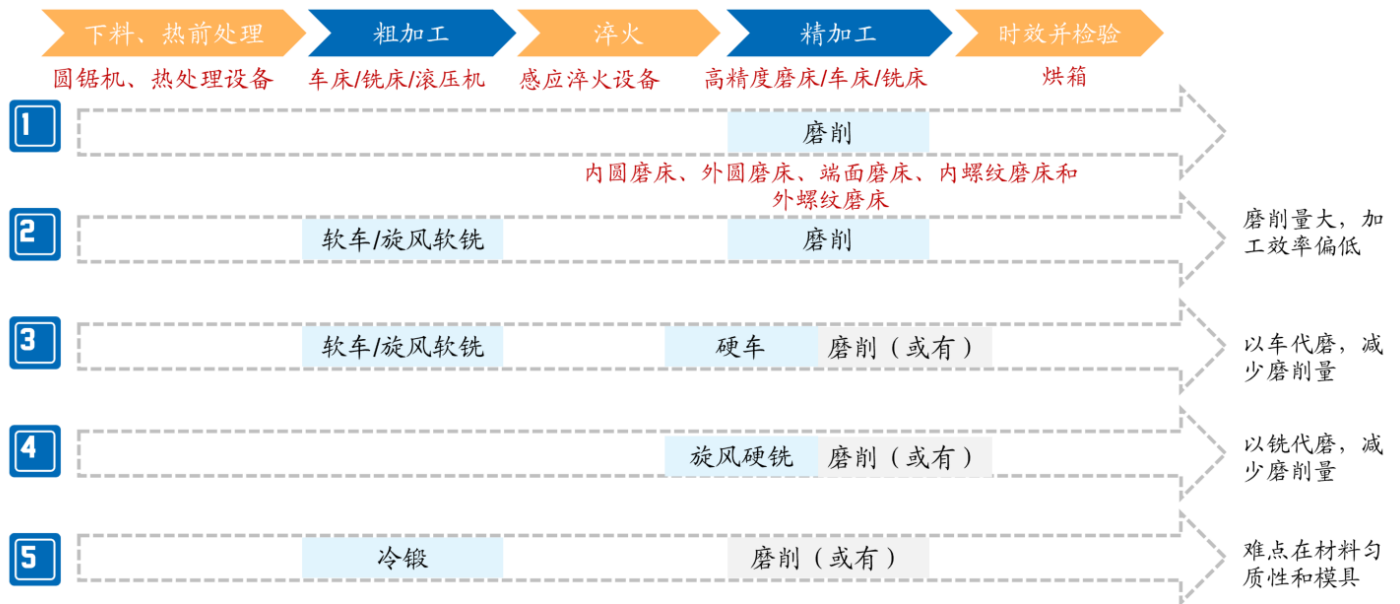 下料、热前处理 粗加工 淬火 精加工 时效并检验
圆锯机、热处理设备 车床/铣床/滚压机 感应淬火设备 高精度磨床/车床/铣床 烘箱
1
磨削
内圆磨床、外圆磨床、端面磨床、内螺纹磨床和
外螺纹磨床
2
软车/旋风软铣 磨削
磨削量大，加
工效率偏低
3
软车/旋风软铣 硬车 磨削（或有）
以车代磨，减
少磨削量
4
旋风硬铣 磨削（或有）
以铣代磨，减
少磨削量
5
冷锻 磨削（或有）
难点在材料匀
质性和模具